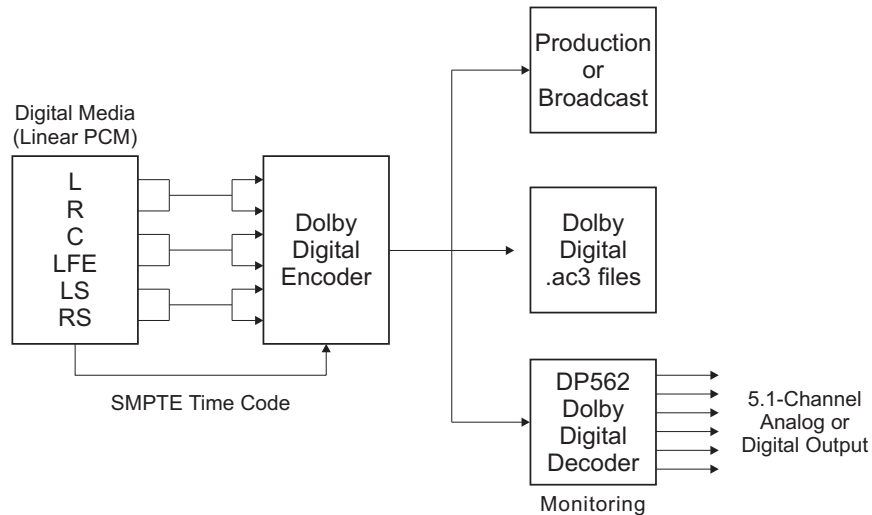 Digital Media
(Linear PCM)
L
R
C
LFE
LS
RS
SMPTE Time Code
Dolby
Digital
Encoder
Production
or
Broadcast
Dolby
Digital
.ac3 files
DP562
Dolby
Digital
Decoder
Monitoring
5.1-Channel
Analog or
Digital Output